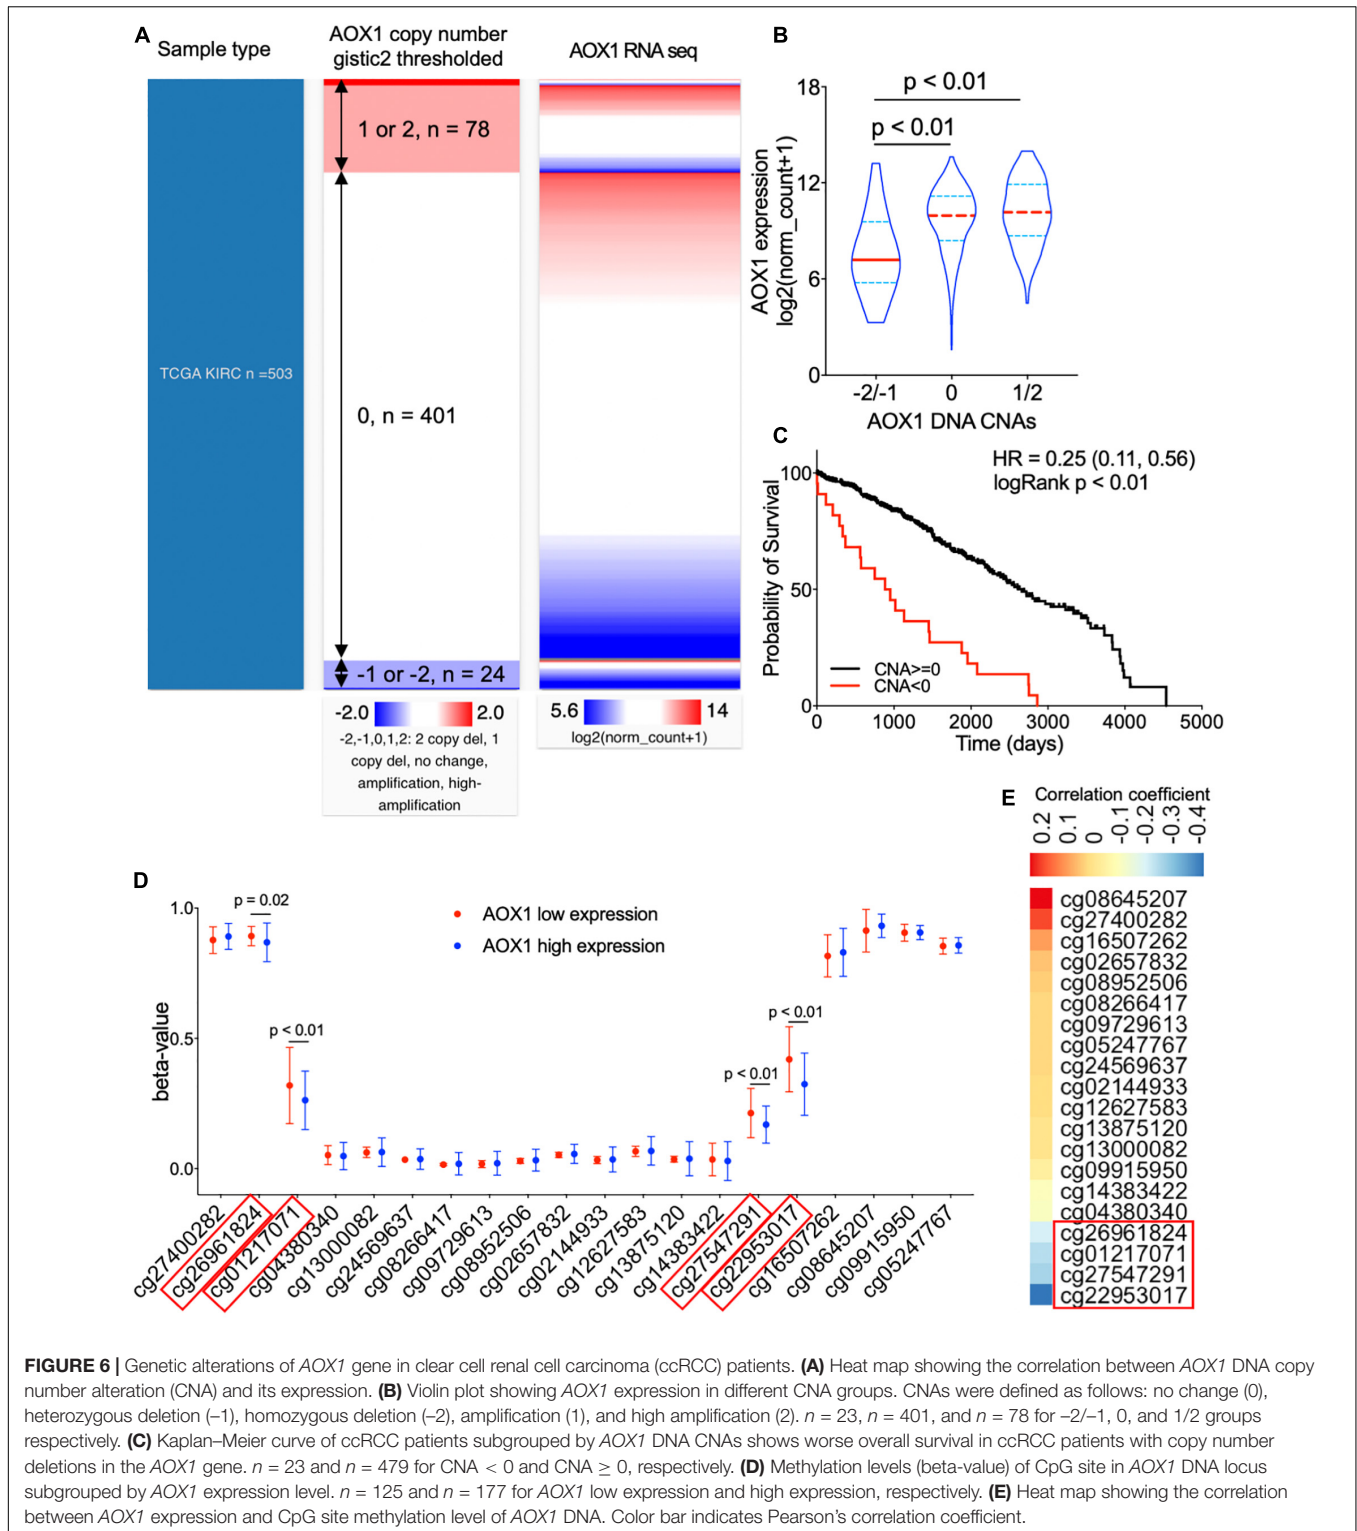 A
Sample type
AOX1 copy number
gistic2 thresholded
AOX1 RNA seq
1 or 2, n = 78
TCGA KIRC n =503
0, n = 401
-1 or -2, n = 24
-2.0 2.0
-2,-1,0,1,2: 2 copy del, 1
copy del, no change,
amplification, high-
amplification
5.6 14
log2(norm_count+1)
B
18
12
6
0
AOX1 expression
log2(norm_count+1)
p < 0.01
p < 0.01
-2/-1 0 1/2
AOX1 DNA CNAs
C
HR = 0.25 (0.11, 0.56)
logRank p < 0.01
Probability of Survival
100
50
0
CNA>=0
CNA<0
0 1000 2000 3000 4000 5000
Time (days)
D
beta-value
1.0
0.5
0.0
p = 0.02
p < 0.01
p < 0.01
p < 0.01
AOX1 low expression
AOX1 high expression
cg27400282
cg26961824
cg01217071
cg04380340
cg13000082
cg24569637
cg08266417
cg09729613
cg08952506
cg02657832
cg02144933
cg12627583
cg13875120
cg14383422
cg27547291
cg22953017
cg16507262
cg08645207
cg09915950
cg05247767
E
Correlation coefficient
0.2 0.1 0 -0.1 -0.2 -0.3 -0.4
cg08645207
cg27400282
cg16507262
cg02657832
cg08952506
cg08266417
cg09729613
cg05247767
cg24569637
cg02144933
cg12627583
cg13875120
cg13000082
cg09915950
cg14383422
cg04380340
cg26961824
cg01217071
cg27547291
cg22953017
FIGURE 6 | Genetic alterations of AOX1 gene in clear cell renal cell carcinoma (ccRCC) patients. (A) Heat map showing the correlation between AOX1 DNA copy
number alteration (CNA) and its expression. (B) Violin plot showing AOX1 expression in different CNA groups. CNAs were defined as follows: no change (0),
heterozygous deletion (–1), homozygous deletion (–2), amplification (1), and high amplification (2). n = 23, n = 401, and n = 78 for –2/–1, 0, and 1/2 groups
respectively. (C) Kaplan–Meier curve of ccRCC patients subgrouped by AOX1 DNA CNAs shows worse overall survival in ccRCC patients with copy number
deletions in the AOX1 gene. n = 23 and n = 479 for CNA < 0 and CNA ≥ 0, respectively. (D) Methylation levels (beta-value) of CpG site in AOX1 DNA locus
subgrouped by AOX1 expression level. n = 125 and n = 177 for AOX1 low expression and high expression, respectively. (E) Heat map showing the correlation
between AOX1 expression and CpG site methylation level of AOX1 DNA. Color bar indicates Pearson's correlation coefficient.